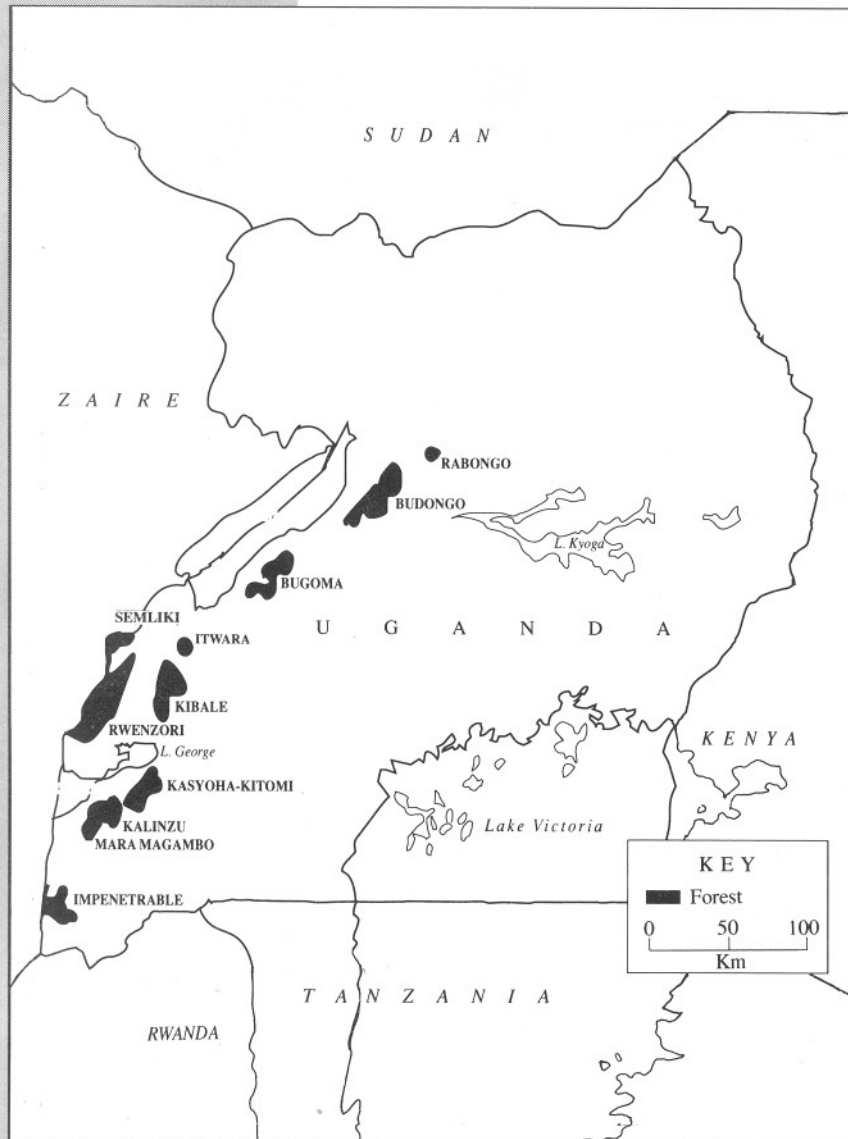 SUDAN
ZAIRE
RABONGO
BUDONGO
L. Kyoga
BUGOMA
SEMLIKI
UGANDA
ITWARA
KIBALE
RWENZORI
L. George
KENYA
KASYOHA-KITOMI
KALINZU
MARA MAGAMBO
Lake Victoria
IMPENETRABLE
KEY
Forest
0 50 100
Km
TANZANIA
RWANDA